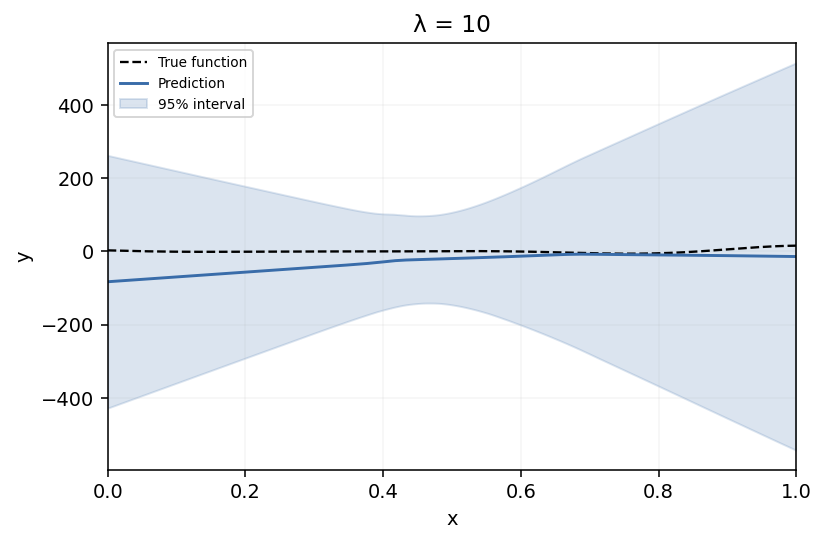 λ = 10
True function
Prediction
95% interval
400
200
0
−200
−400
y
0.0 0.2 0.4 0.6 0.8 1.0
x